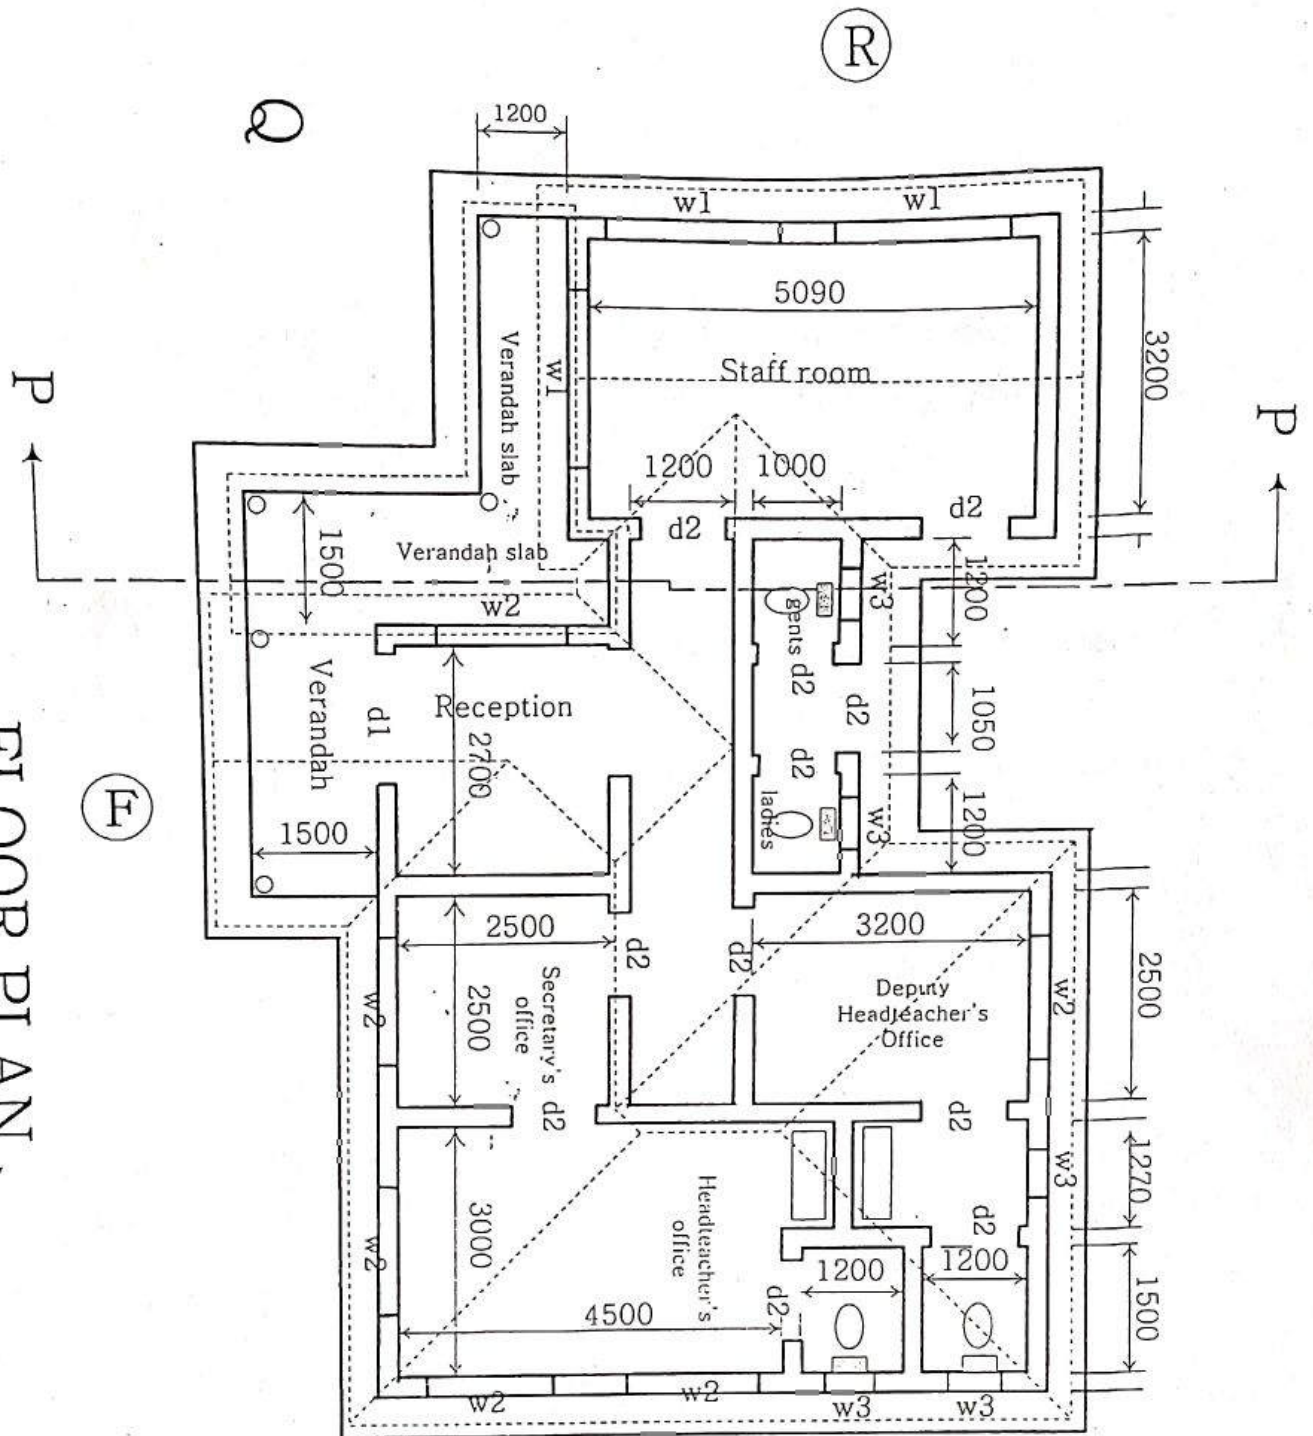 R
Q
1200
w1
w1
5090
3200
P
P
Verandah slab
w1
Staff room
1200
1000
d2
d2
1500
Verandah slab
w2
gents
w3
1200
d2
d2
1050
Verandah
d1
Reception
2700
d2
F
1500
ladies
w3
1200
2500
d2
d2
3200
2500
w2
2500
Secretary's
office
Deputy
Headteacher's
Office
w2
d2
d2
FLOOR PLAN
w2
3000
Headteacher's
office
w3
1270
d2
1200
1200
1500
4500
d2
w2
w2
w3
w3